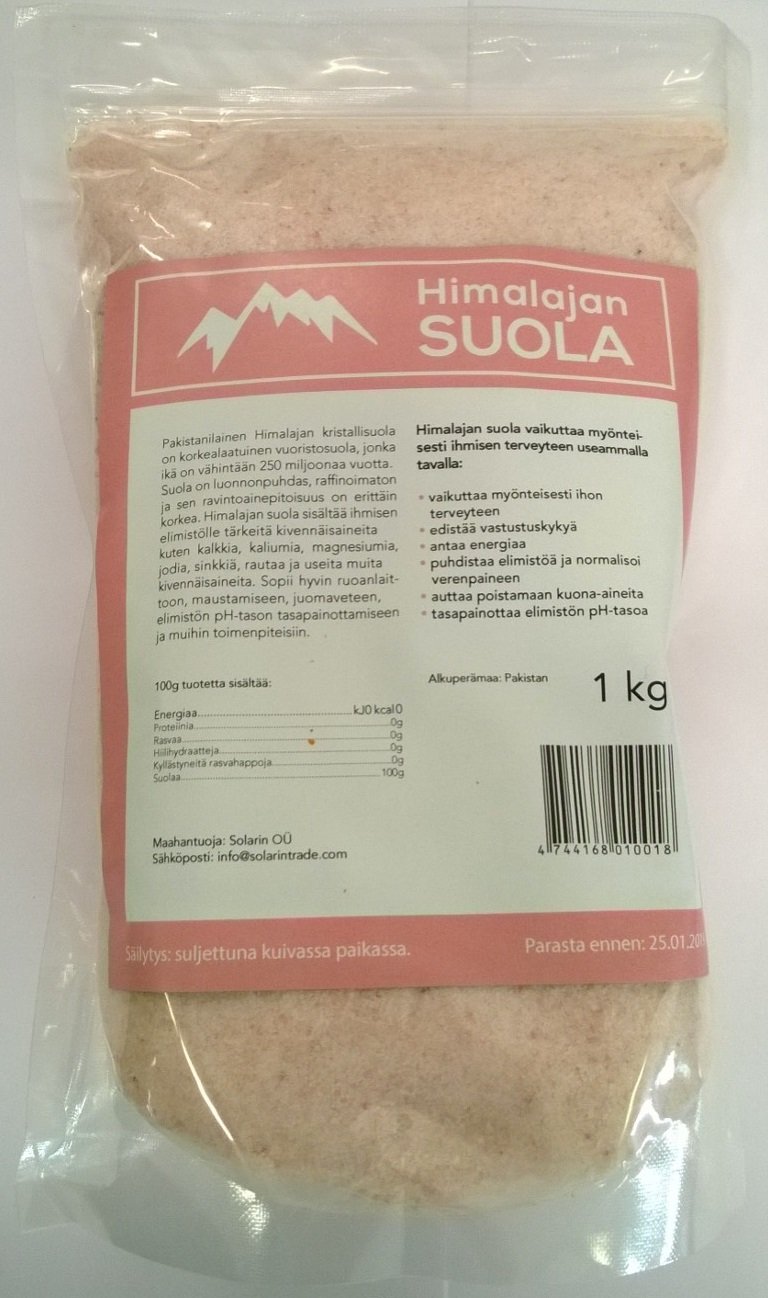 Himalajan
SUOLA
Pakistanilainen Himalajan kristallisuola
on korkealaatuinen vuoristosuola, jonka
ikä on vähintään 250 miljoonaa vuotta.
Suola on luonnonpuhdas, raffinoimaton
ja sen ravintoainepitoisuus on erittäin
korkea. Himalajan suola sisältää ihmisen
elimistölle tärkeitä kivennäisaineita
kuten kalkkia, kaliumia, magnesiumia,
jodia, sinkkiä, rautaa ja useita muita
kivennäisaineita. Sopii hyvin ruoanlait-
toon, maustamiseen, juomaveteen,
elimistön pH-tason tasapainottamiseen
ja muihin toimenpiteisiin.
Himalajan suola vaikuttaa myöntei-
sesti ihmisen terveyteen useammalla
tavalla:
• vaikuttaa myönteisesti ihon
terveyteen
• edistää vastustuskykyä
• antaa energiaa
• puhdistaa elimistöä ja normalisoi
verenpaineen
• auttaa poistamaan kuona-aineita
• tasapainottaa elimistön pH-tasoa
100g tuotetta sisältää:
Energiaa kJ0 kcal0
Proteiinia 0g
Rasvaa 0g
Hiilihydraatteja 0g
Kyllästyneitä rasvahappoja 0g
Suolaa 100g
Alkuperämaa: Pakistan
1 kg
4 744168 010018
Maahantuoja: Solarin OÜ
Sähköposti: info@solarintrade.com
Säilytys: suljettuna kuivassa paikassa.
Parasta ennen: